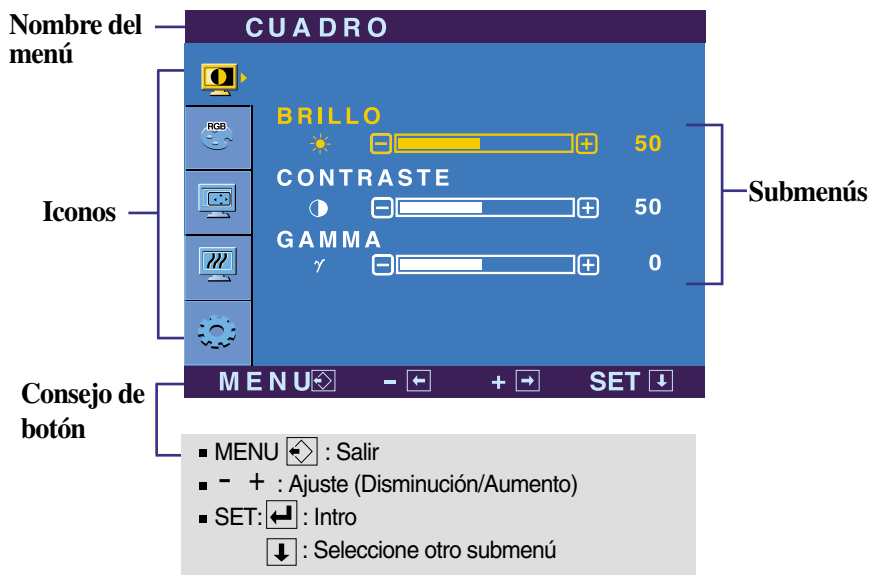 Nombre del
menú
CUADRO
RGB
BRILLO
50
CONTRASTE
50
GAMMA
γ
0
Iconos
Submenús
MENU - + SET
Consejo de
botón
MENU : Salir
- + : Ajuste (Disminución/Aumento)
SET: : Intro
: Seleccione otro submenú